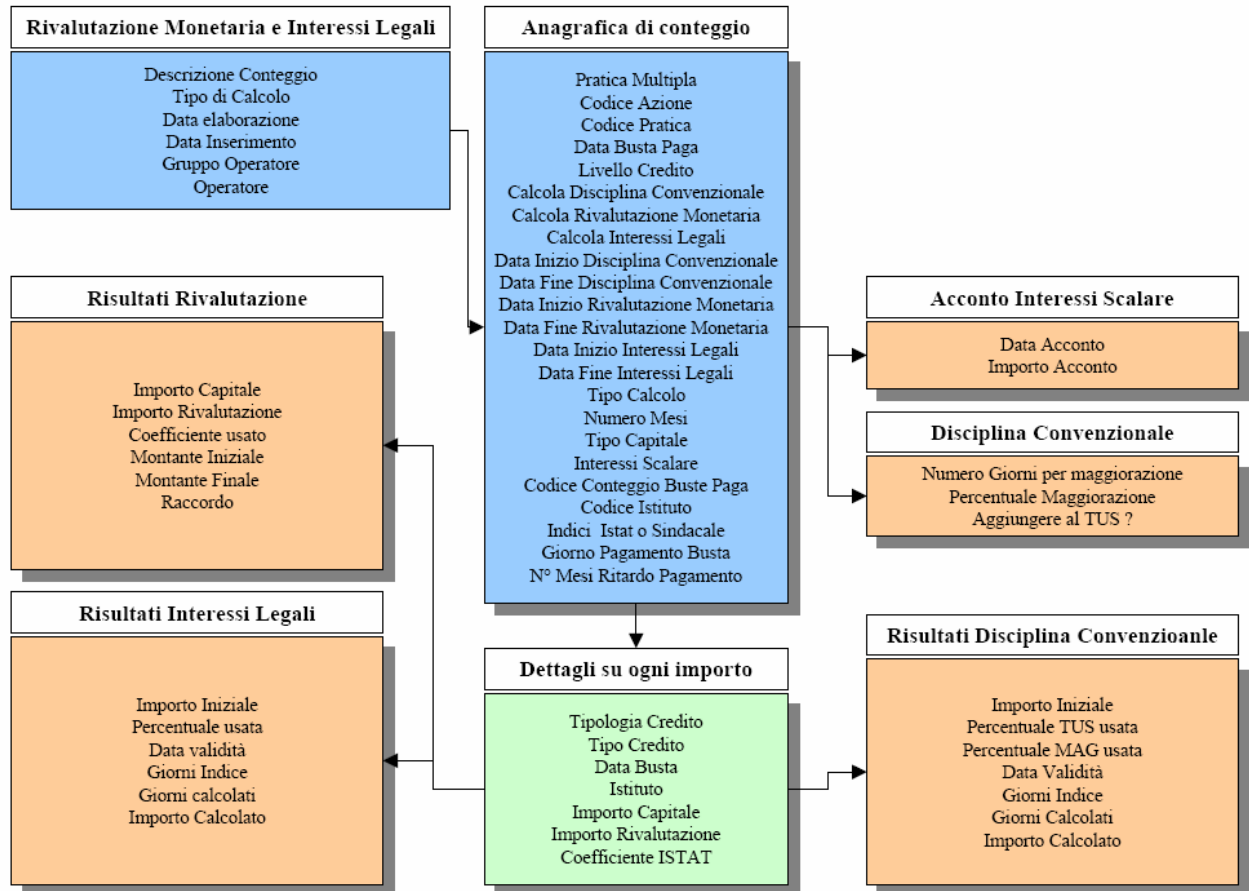 Rivalutazione Monetaria e Interessi Legali
Descrizione Conteggio
Tipo di Calcolo
Data elaborazione
Data Inserimento
Gruppo Operatore
Operatore
Anagrafica di conteggio
Pratica Multipla
Codice Azione
Codice Pratica
Data Busta Paga
Livello Credito
Calcola Disciplina Convenzionale
Calcola Rivalutazione Monetaria
Calcola Interessi Legali
Data Inizio Disciplina Convenzionale
Data Fine Disciplina Convenzionale
Data Inizio Rivalutazione Monetaria
Data Fine Rivalutazione Monetaria
Data Inizio Interessi Legali
Data Fine Interessi Legali
Tipo Calcolo
Numero Mesi
Tipo Capitale
Interessi Scalare
Codice Conteggio Buste Paga
Codice Istituto
Indici Istat o Sindacale
Giorno Pagamento Busta
N° Mesi Ritardo Pagamento
Risultati Rivalutazione
Importo Capitale
Importo Rivalutazione
Coefficiente usato
Montante Iniziale
Montante Finale
Raccordo
Acconto Interessi Scalare
Data Acconto
Importo Acconto
Disciplina Convenzionale
Numero Giorni per maggiorazione
Percentuale Maggiorazione
Aggiungere al TUS ?
Risultati Interessi Legali
Importo Iniziale
Percentuale usata
Data validità
Giorni Indice
Giorni calcolati
Importo Calcolato
Dettagli su ogni importo
Tipologia Credito
Tipo Credito
Data Busta
Istituto
Importo Capitale
Importo Rivalutazione
Coefficiente ISTAT
Risultati Disciplina Convenzioanle
Importo Iniziale
Percentuale TUS usata
Percentuale MAG usata
Data Validità
Giorni Indice
Giorni Calcolati
Importo Calcolato